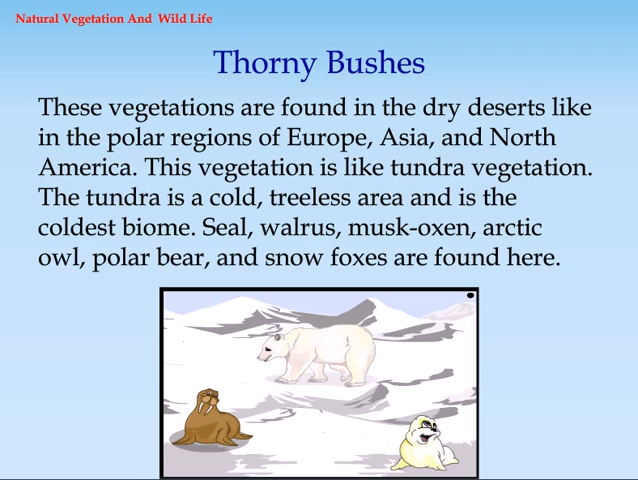 Natural Vegetation And Wild Life
Thorny Bushes
These vegetations are found in the dry deserts like
in the polar regions of Europe, Asia, and North
America. This vegetation is like tundra vegetation.
The tundra is a cold, treeless area and is the
coldest biome. Seal, walrus, musk-oxen, arctic
owl, polar bear, and snow foxes are found here.